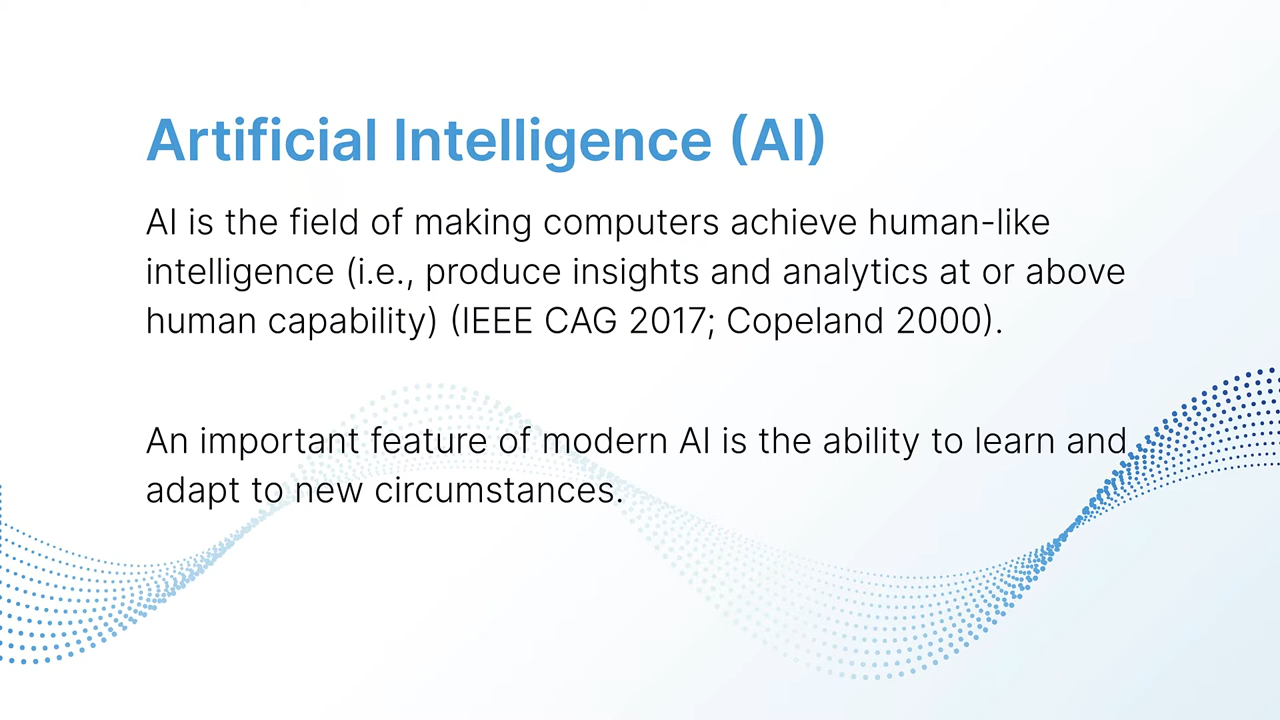 Artificial Intelligence (AI)
AI is the field of making computers achieve human-like
intelligence (i.e., produce insights and analytics at or above
human capability) (IEEE CAG 2017; Copeland 2000).
An important feature of modern AI is the ability to learn and
adapt to new circumstances.